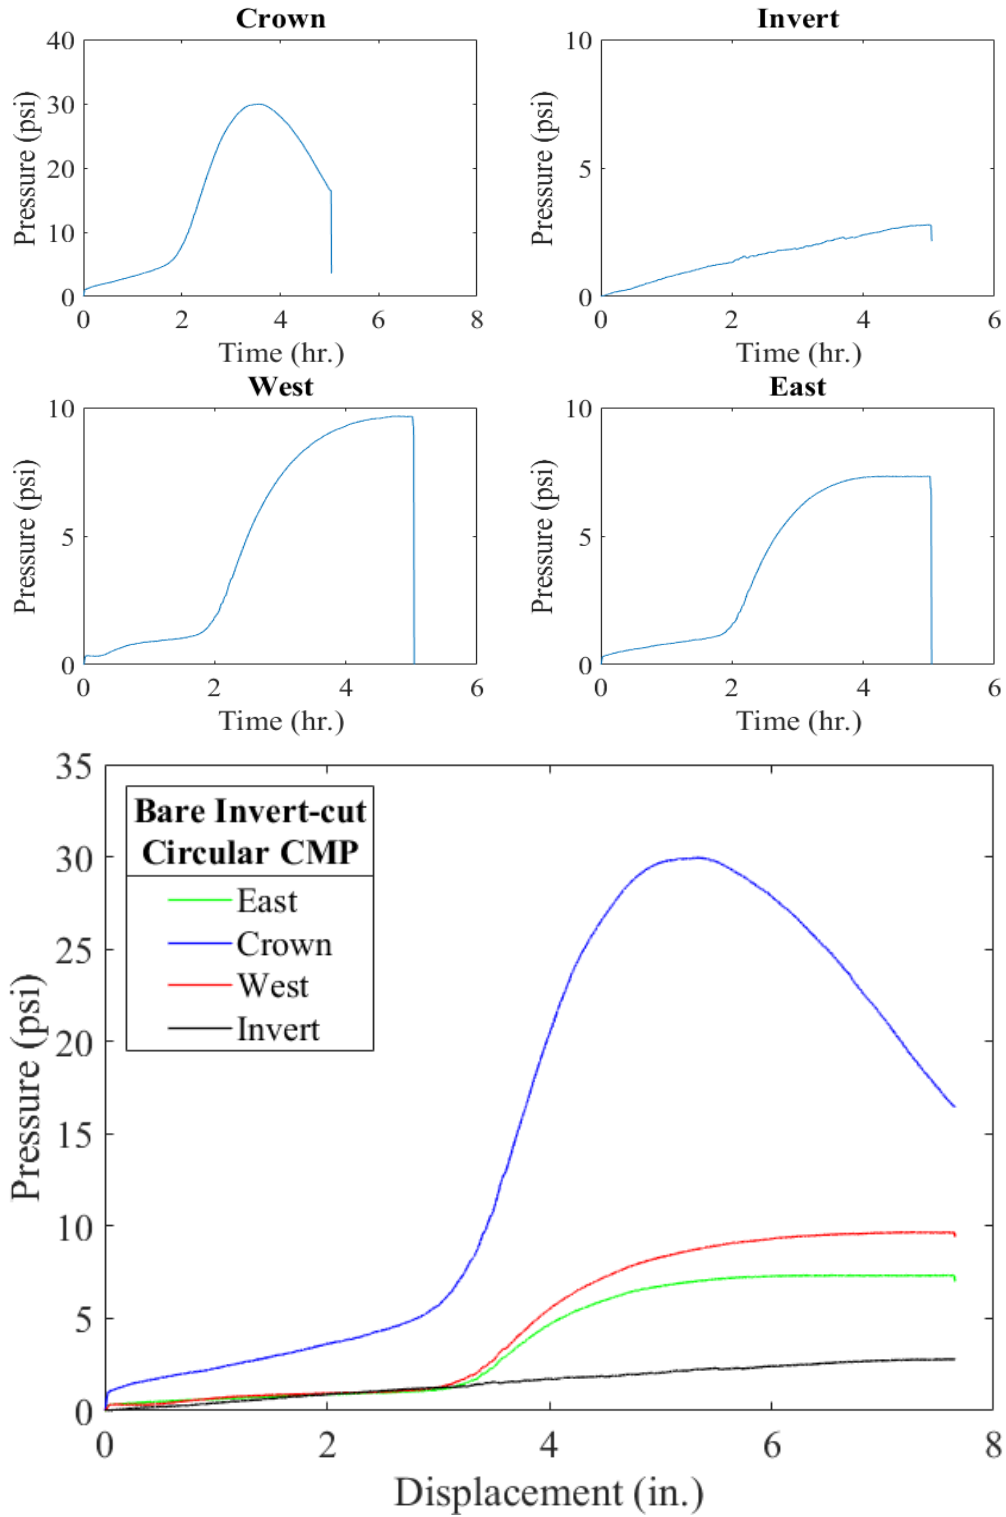 Crown
40
30
20
10
0
Pressure (psi)
0 2 4 6 8
Time (hr.)
Invert
10
5
0
Pressure (psi)
0 2 4 6
Time (hr.)
West
10
5
0
Pressure (psi)
0 2 4 6
Time (hr.)
East
10
5
0
Pressure (psi)
0 2 4 6
Time (hr.)
35
30
25
20
15
10
5
0
Pressure (psi)
Bare Invert-cut
Circular CMP
East
Crown
West
Invert
0 2 4 6 8
Displacement (in.)